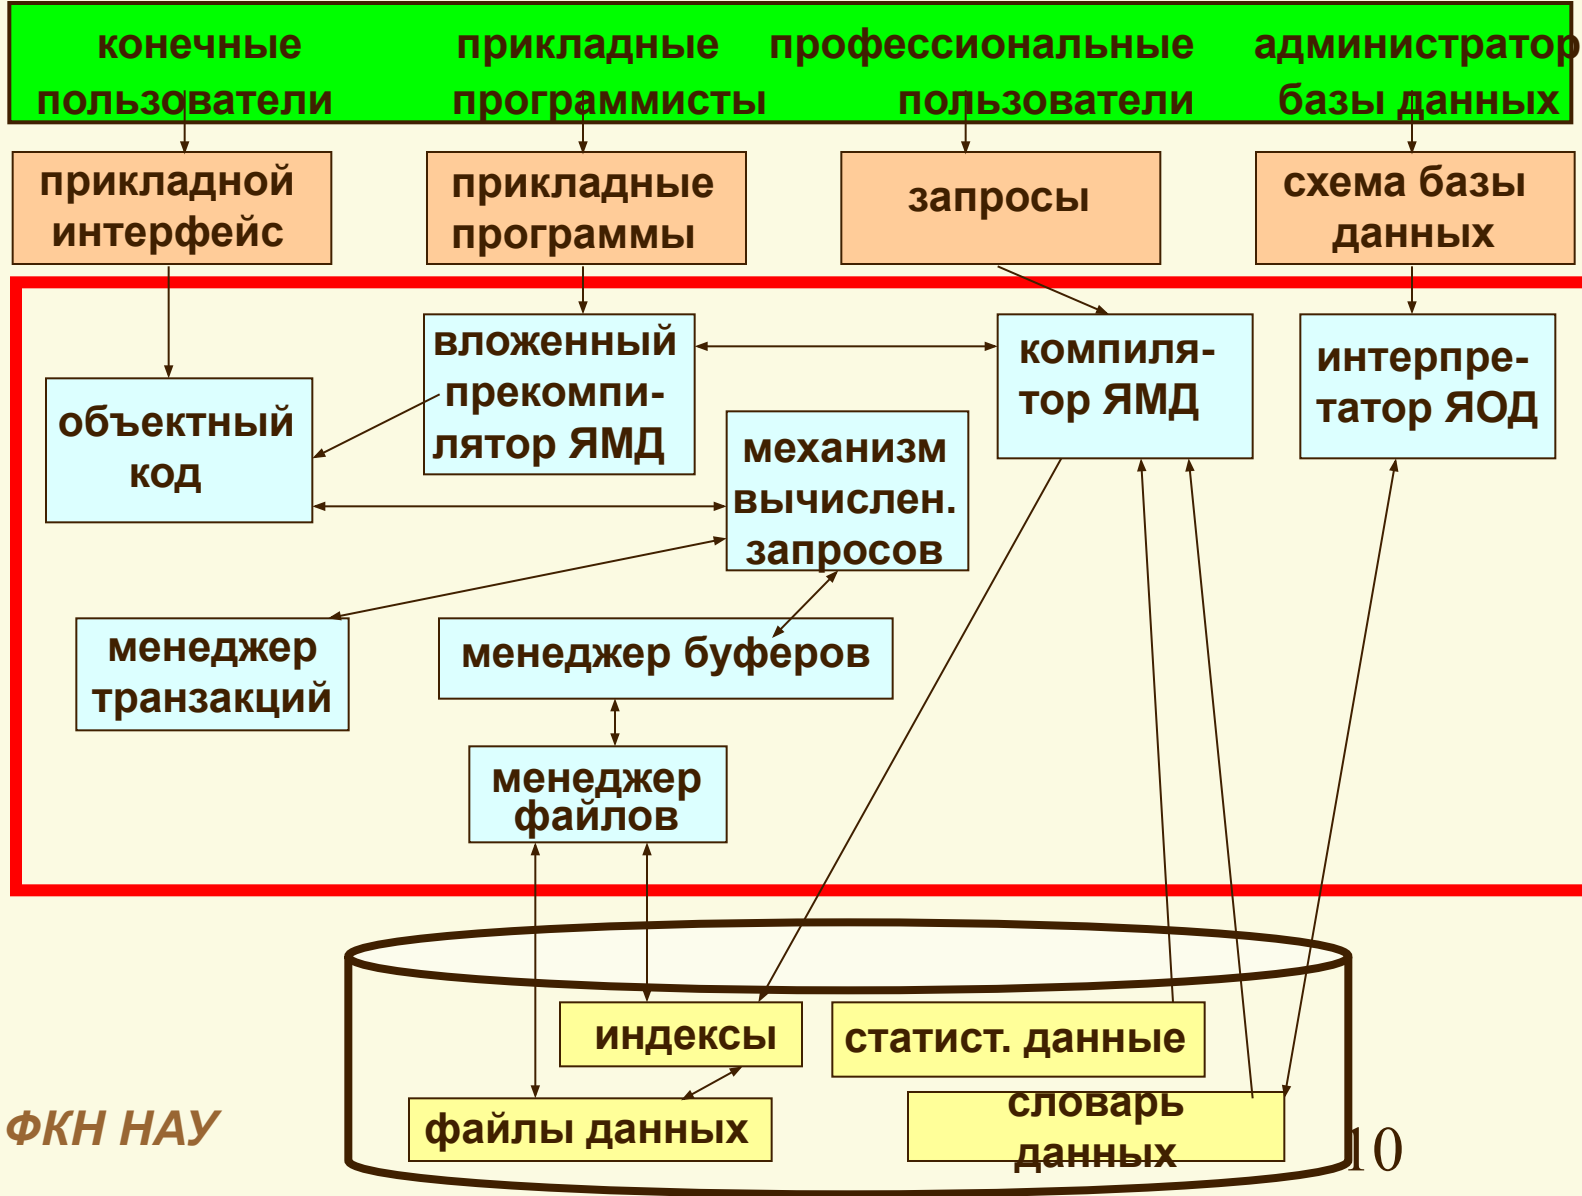 конечные
пользователи
прикладные
программисты
профессиональные
пользователи
администратор
базы данных
прикладной
интерфейс
прикладные
программы
запросы
схема базы
данных
вложенный
прекомпи-
лятор ЯМД
компиля-
тор ЯМД
интерпре-
татор ЯОД
объектный
код
механизм
вычислен.
запросов
менеджер
транзакций
менеджер буферов
менеджер
файлов
индексы
статист. данные
файлы данных
словарь
данных
ФКН НАУ
10